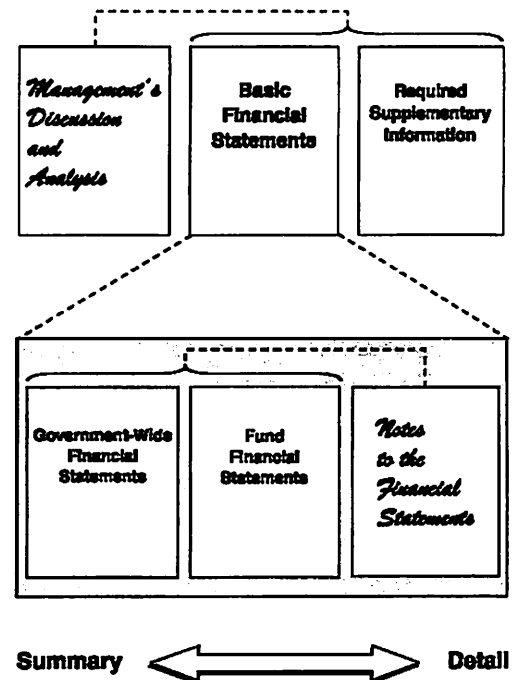 Management's
Discussion
and
Analysis
Basic
Financial
Statements
Required
Supplementary
Information
Government-Wide
Financial
Statements
Fund
Financial
Statements
Notes
to the
Financial
Statements
Summary
Detail